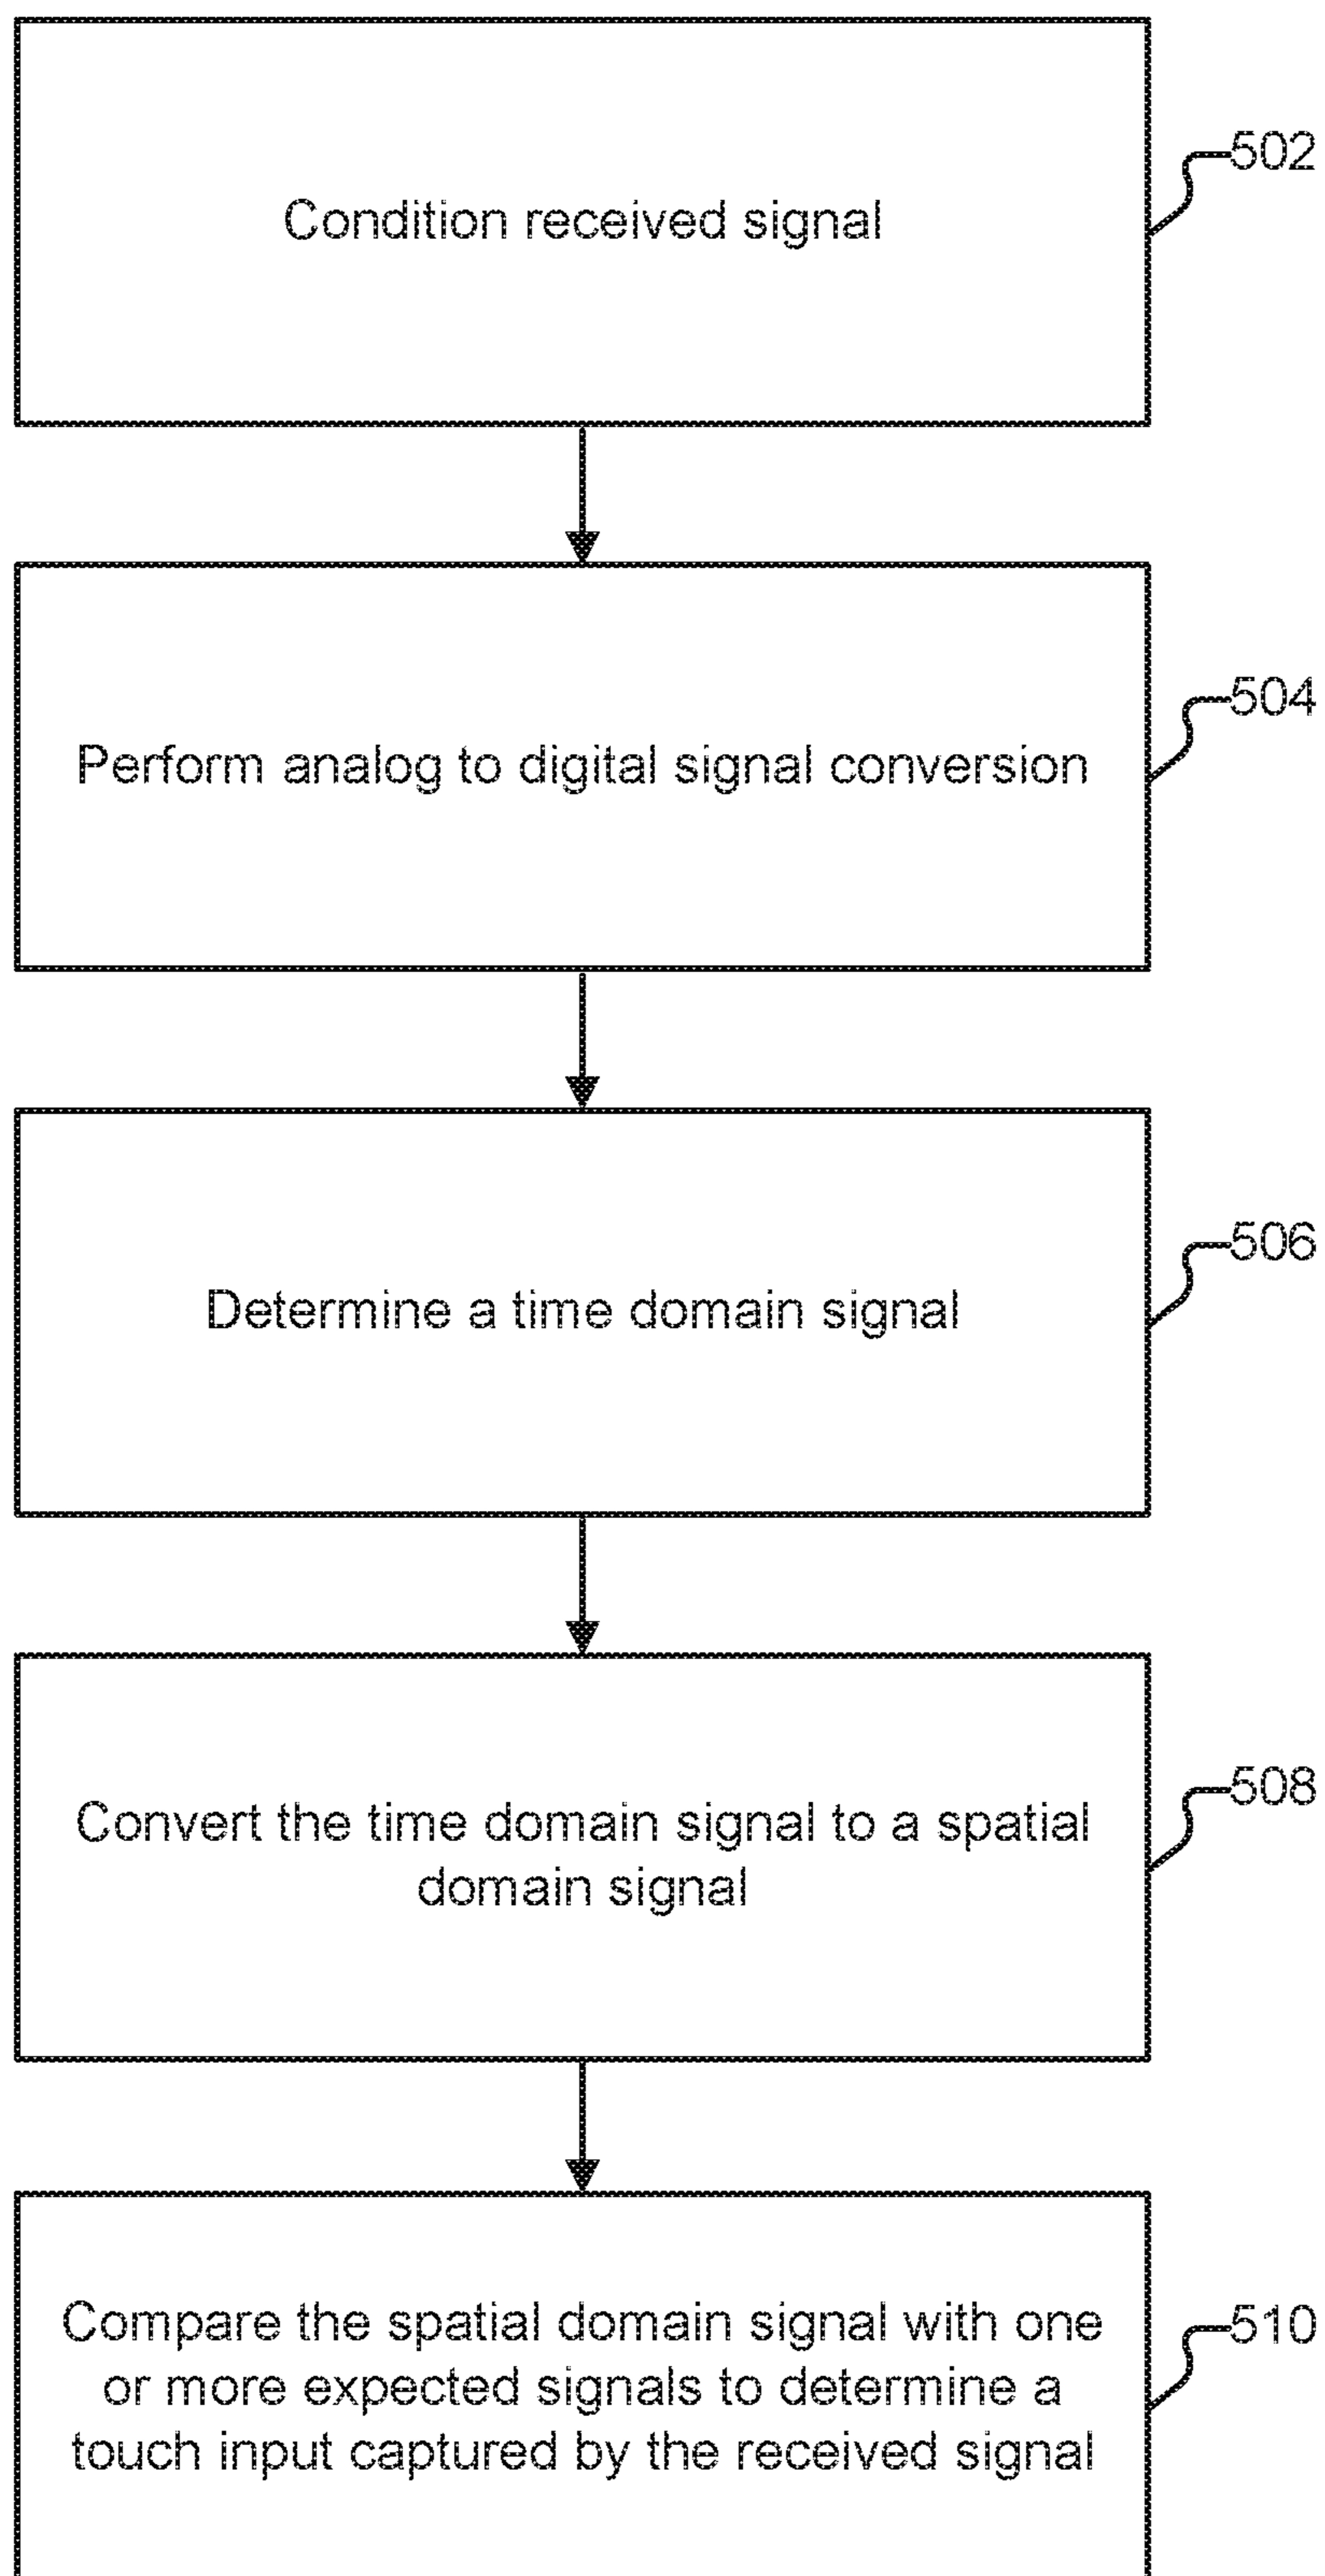 Condition received signal
502
Perform analog to digital signal conversion
504
Determine a time domain signal
506
Convert the time domain signal to a spatial
domain signal
508
Compare the spatial domain signal with one
or more expected signals to determine a
touch input captured by the received signal
510